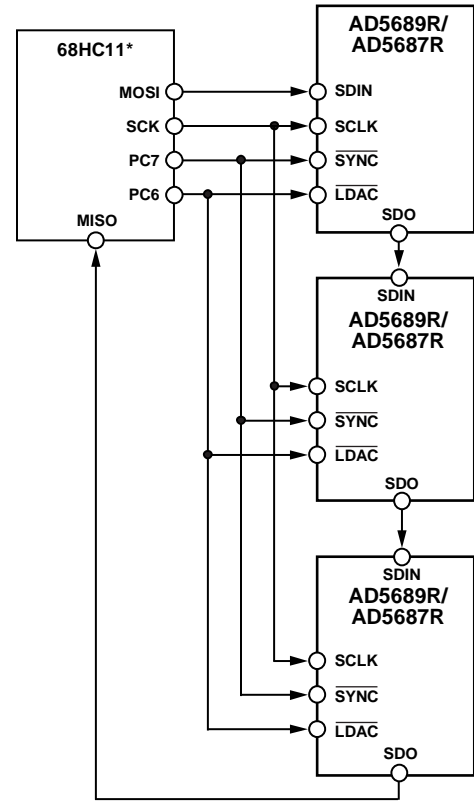 68HC11*
MOSI
SCK
PC7
PC6
MISO
AD5689R/
AD5687R
SDIN
SCLK
SYNC
LDAC
SDO
SDIN
AD5689R/
AD5687R
SCLK
SYNC
LDAC
SDO
SDIN
AD5689R/
AD5687R
SCLK
SYNC
LDAC
SDO